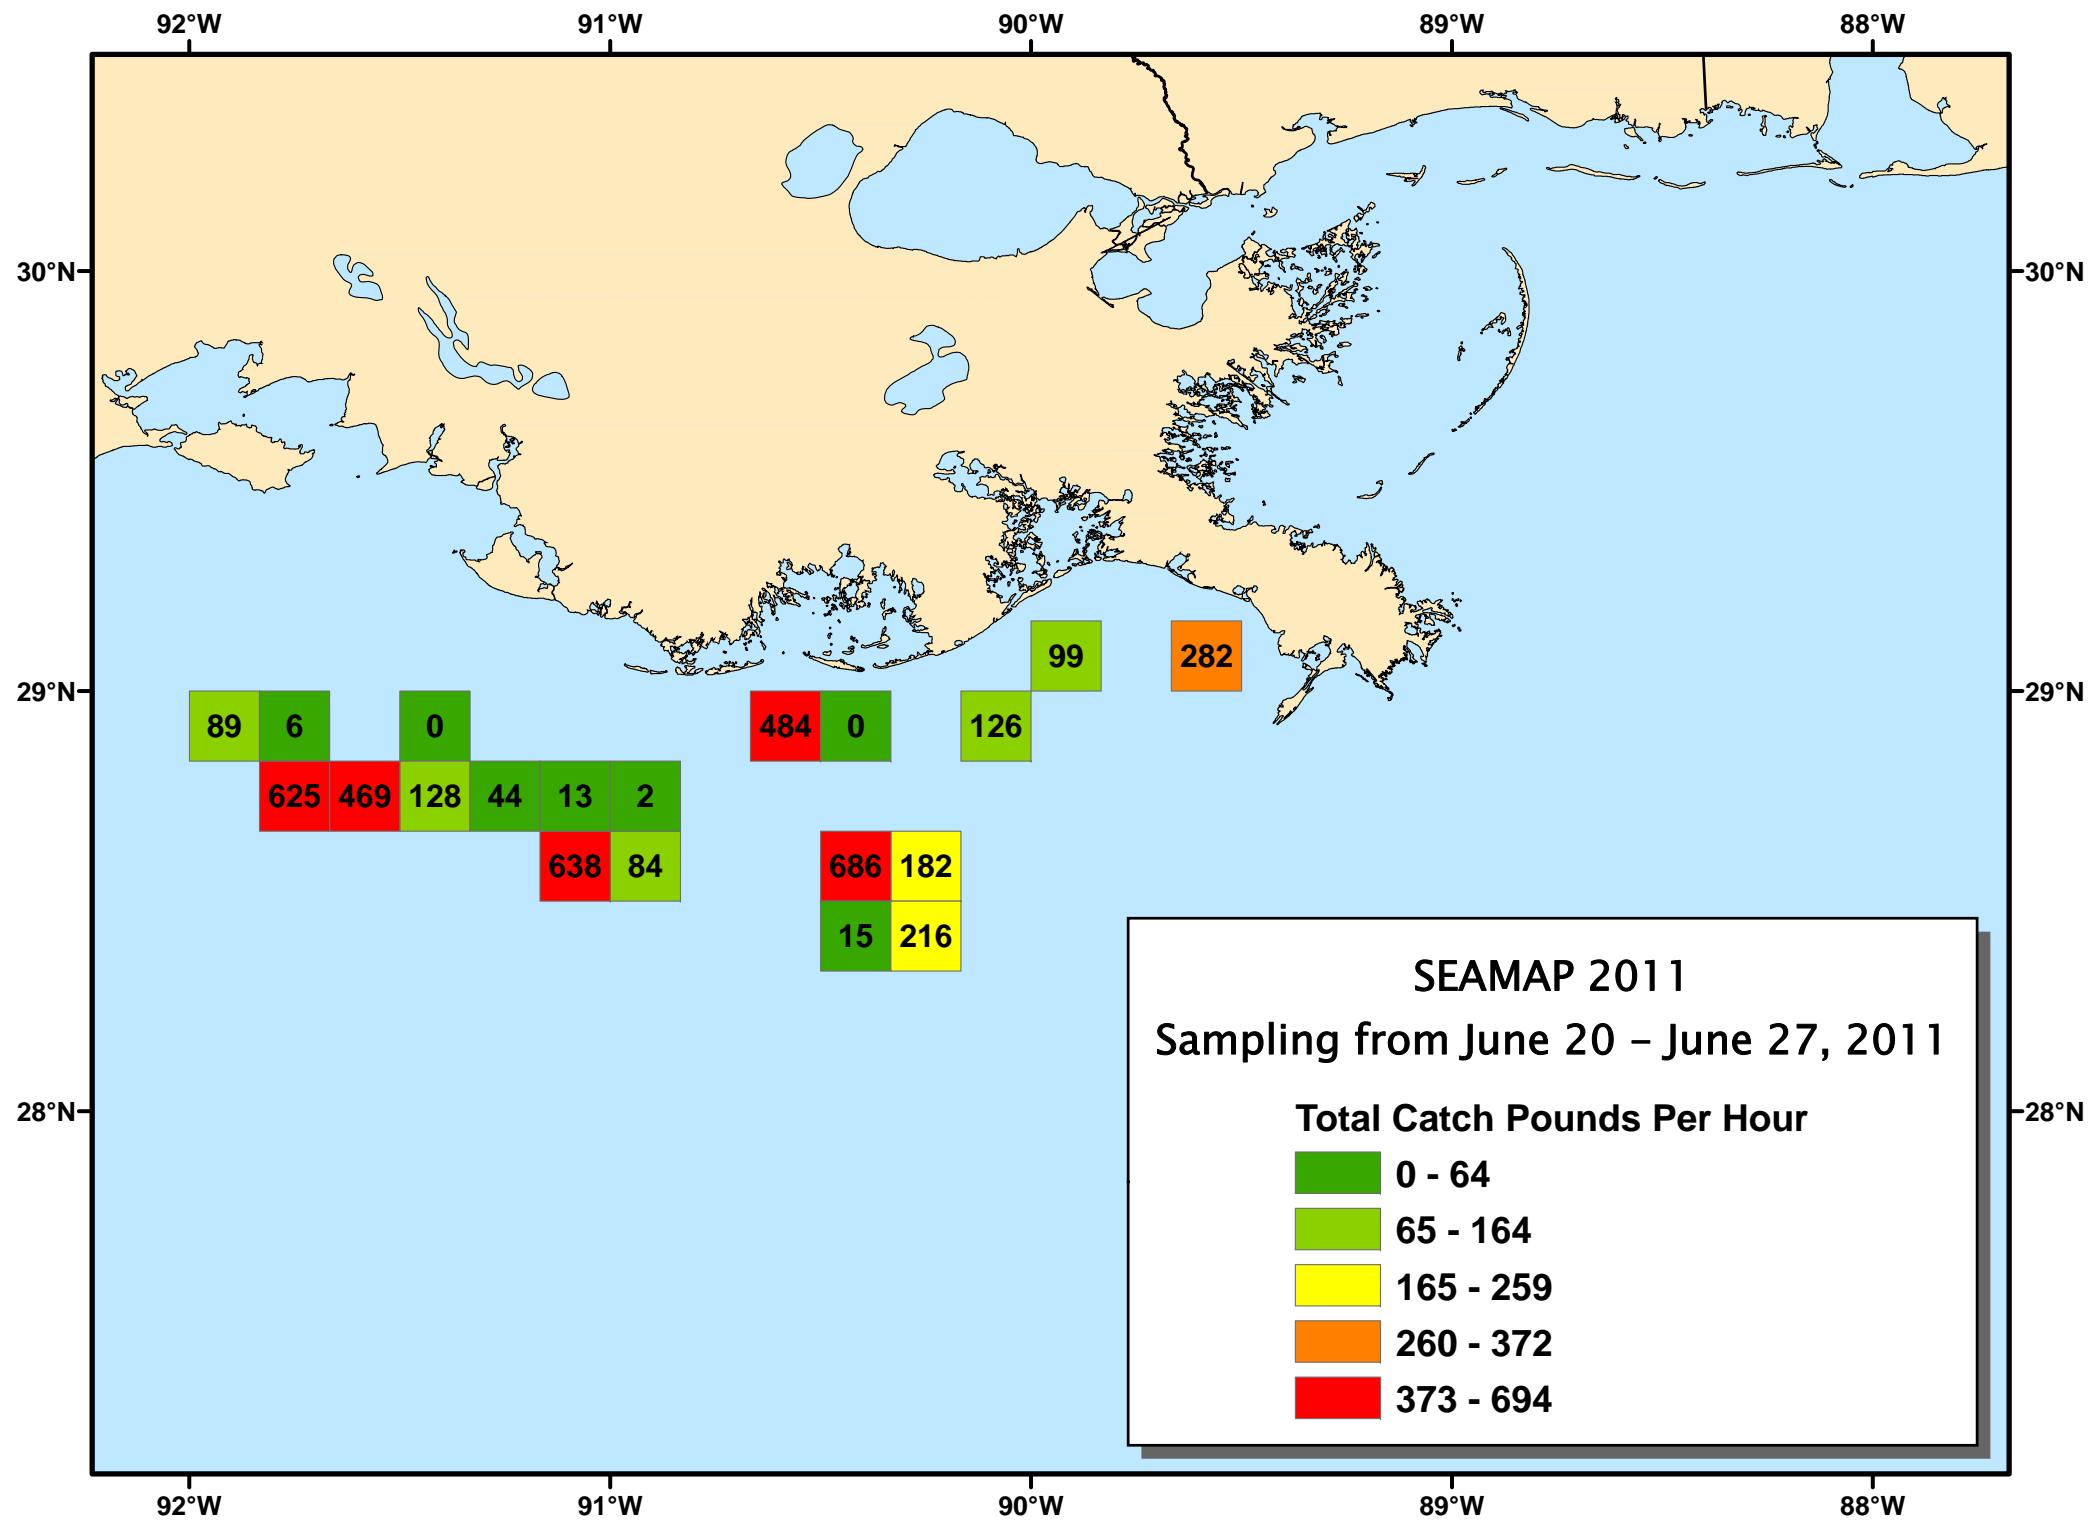 92°W 91°W 90°W 89°W 88°W
30°N 30°N
99 282
29°N 29°N
89 6 0 484 0 126
625 469 128 44 13 2
638 84 686 182
15 216
SEAMAP 2011
Sampling from June 20 - June 27, 2011
28°N 28°N
Total Catch Pounds Per Hour
0 - 64
65 - 164
165 - 259
260 - 372
373 - 694
92°W 91°W 90°W 89°W 88°W